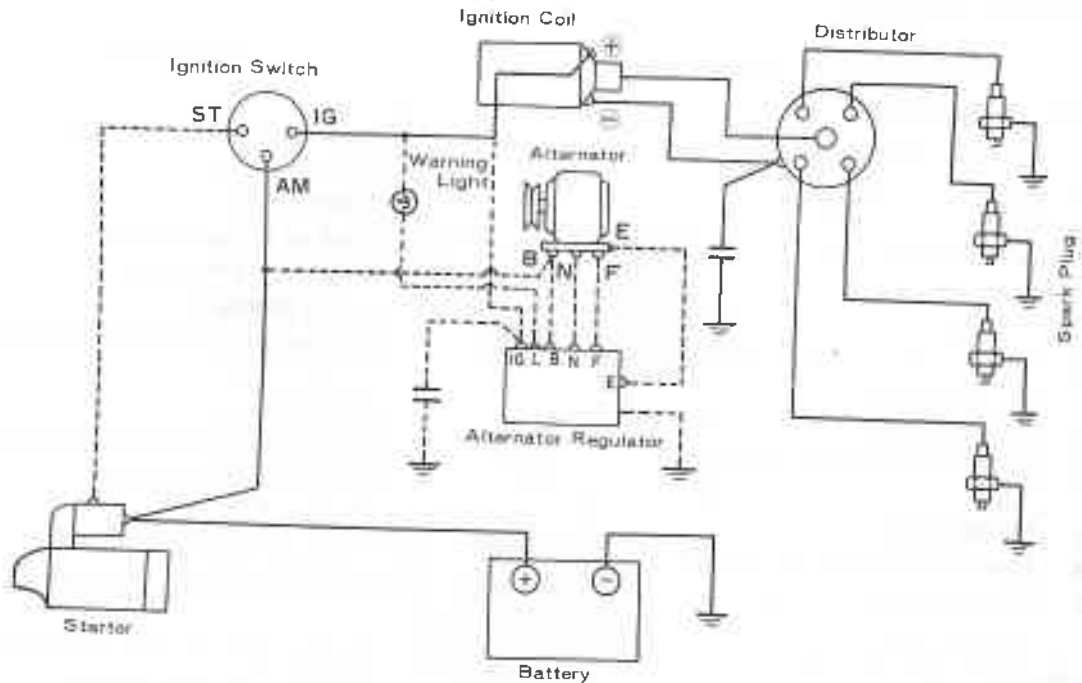 Ignition Coil
Distributor
Ignition Switch
+
ST
IG
−
Warning
Light
Alternator
AM
E
B
N
F
Spark Plug
IG L B N F
E
Alternator Regulator
+
−
Starter
Battery